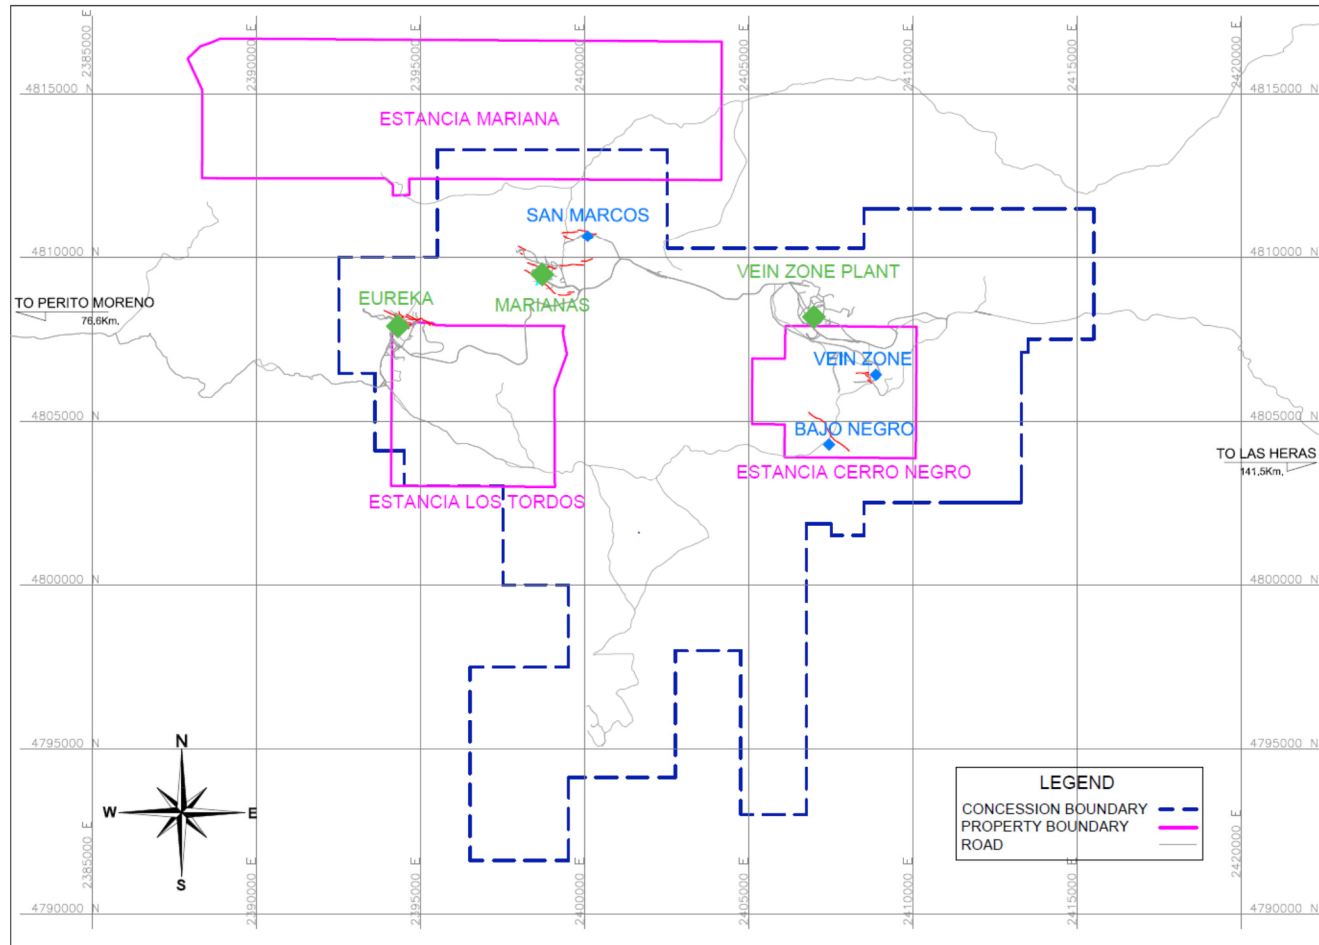 2385000 E
2390000 E
2395000 E
2400000 E
2405000 E
2410000 E
2415000 E
2420000 E
4815000 N
4815000 N
ESTANCIA MARIANA
SAN MARCOS
4810000 N
4810000 N
VEIN ZONE PLANT
EUREKA
MARIANAS
TO PERITO MORENO
76,6Km.
VEIN ZONE
4805000 N
4805000 N
BAJO NEGRO
TO LAS HERAS
141,5Km.
ESTANCIA CERRO NEGRO
ESTANCIA LOS TORDOS
4800000 N
4800000 N
4795000 N
4795000 N
N
W
E
S
LEGEND
CONCESSION BOUNDARY
PROPERTY BOUNDARY
ROAD
2385000 E
2390000 E
2395000 E
2400000 E
2405000 E
2410000 E
2415000 E
2420000 E
4790000 N
4790000 N